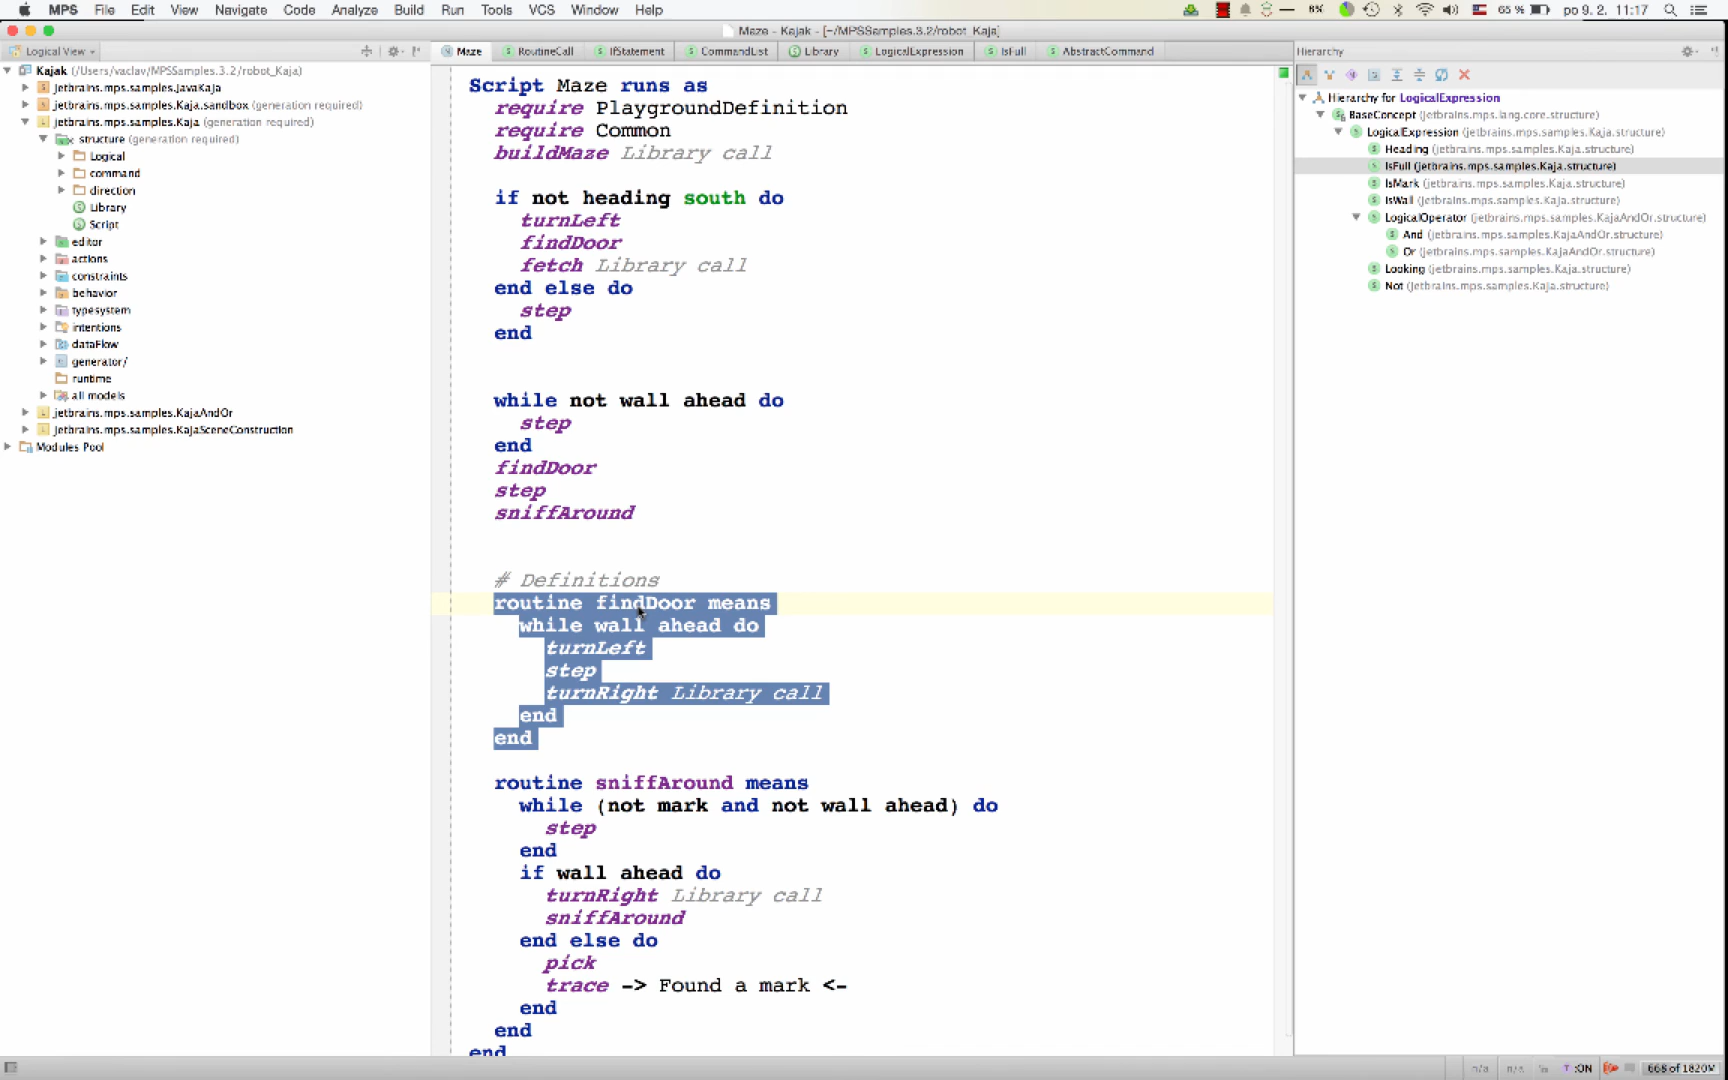 MPS File Edit View Navigate Code Analyze Build Run Tools VCS Window Help 8% 65 % po 9. 2. 11:17
Maze - Kajak - [~/MPSSamples.3.2/robot_Kaja]
Logical View
Maze RoutineCall IfStatement CommandList Library LogicalExpression IsFull AbstractCommand
Hierarchy
Kajak (/Users/vaclav/MPSSamples.3.2/robot_Kaja)
jetbrains.mps.samples.JavaKaja
jetbrains.mps.samples.Kaja.sandbox (generation required)
jetbrains.mps.samples.Kaja (generation required)
structure (generation required)
Logical
command
direction
Library
Script
editor
actions
constraints
behavior
typesystem
intentions
dataFlow
generator/
runtime
all models
jetbrains.mps.samples.KajaAndOr
jetbrains.mps.samples.KajaSceneConstruction
Modules Pool
Script Maze runs as
require PlaygroundDefinition
require Common
buildMaze Library call
if not heading south do
turnLeft
findDoor
fetch Library call
end else do
step
end
while not wall ahead do
step
end
findDoor
step
sniffAround
# Definitions
routine findDoor means
while wall ahead do
turnLeft
step
turnRight Library call
end
end
routine sniffAround means
while (not mark and not wall ahead) do
step
end
if wall ahead do
turnRight Library call
sniffAround
end else do
pick
trace -> Found a mark <-
end
end
end
Hierarchy for LogicalExpression
BaseConcept (jetbrains.mps.lang.core.structure)
LogicalExpression (jetbrains.mps.samples.Kaja.structure)
Heading (jetbrains.mps.samples.Kaja.structure)
IsFull (jetbrains.mps.samples.Kaja.structure)
IsMark (jetbrains.mps.samples.Kaja.structure)
IsWall (jetbrains.mps.samples.Kaja.structure)
LogicalOperator (jetbrains.mps.samples.KajaAndOr.structure)
And (jetbrains.mps.samples.KajaAndOr.structure)
Or (jetbrains.mps.samples.KajaAndOr.structure)
Looking (jetbrains.mps.samples.Kaja.structure)
Not (jetbrains.mps.samples.Kaja.structure)
n/a n/a T :ON 668 of 1820M